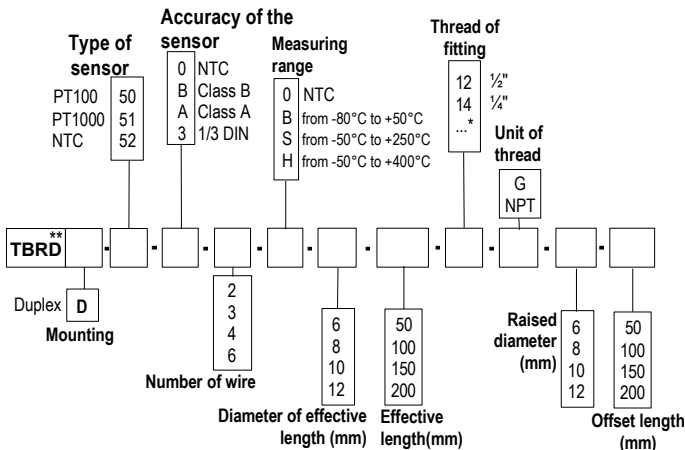 Type of
sensor
PT100 50
PT1000 51
NTC 52
Accuracy of the
sensor
0 NTC
B Class B
A Class A
3 1/3 DIN
Measuring
range
0 NTC
B from -80°C to +50°C
S from -50°C to +250°C
H from -50°C to +400°C
Thread of
fitting
12 ½"
14 ¼"
...*
Unit of
thread
G
NPT
TBRD** - - - - - - - - - -
Duplex D
Mounting
2
3
4
6
Number of wire
6
8
10
12
Diameter of effective
length (mm)
50
100
150
200
Effective
length(mm)
Raised
diameter
(mm)
6
8
10
12
50
100
150
200
Offset length
(mm)